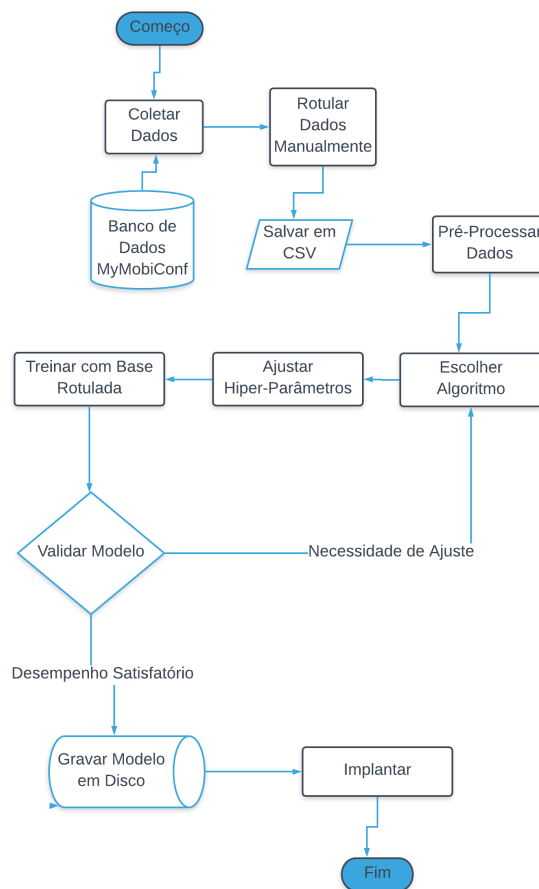 Começo
Coletar
Dados
Rotular
Dados
Manualmente
Banco de
Dados
MyMobiConf
Salvar em
CSV
Pré-Processar
Dados
Escolher
Algoritmo
Ajustar
Hiper-Parâmetros
Treinar com Base
Rotulada
Validar Modelo
Necessidade de Ajuste
Desempenho Satisfatório
Gravar Modelo
em Disco
Implantar
Fim